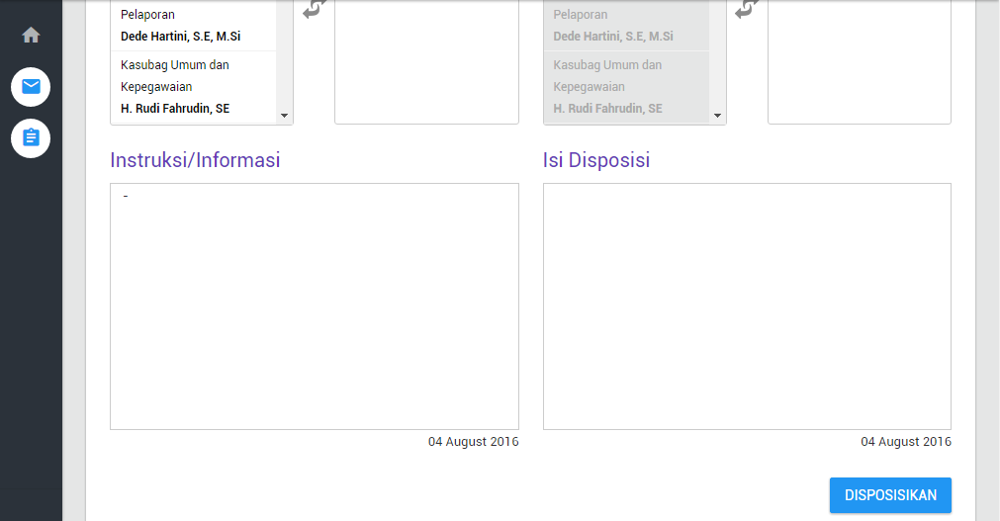 Pelaporan
Dede Hartini, S.E, M.Si
Kasubag Umum dan
Kepegawaian
H. Rudi Fahrudin, SE
Pelaporan
Dede Hartini, S.E, M.Si
Kasubag Umum dan
Kepegawaian
H. Rudi Fahrudin, SE
Instruksi/Informasi
-
04 August 2016
Isi Disposisi
04 August 2016
DISPOSISIKAN